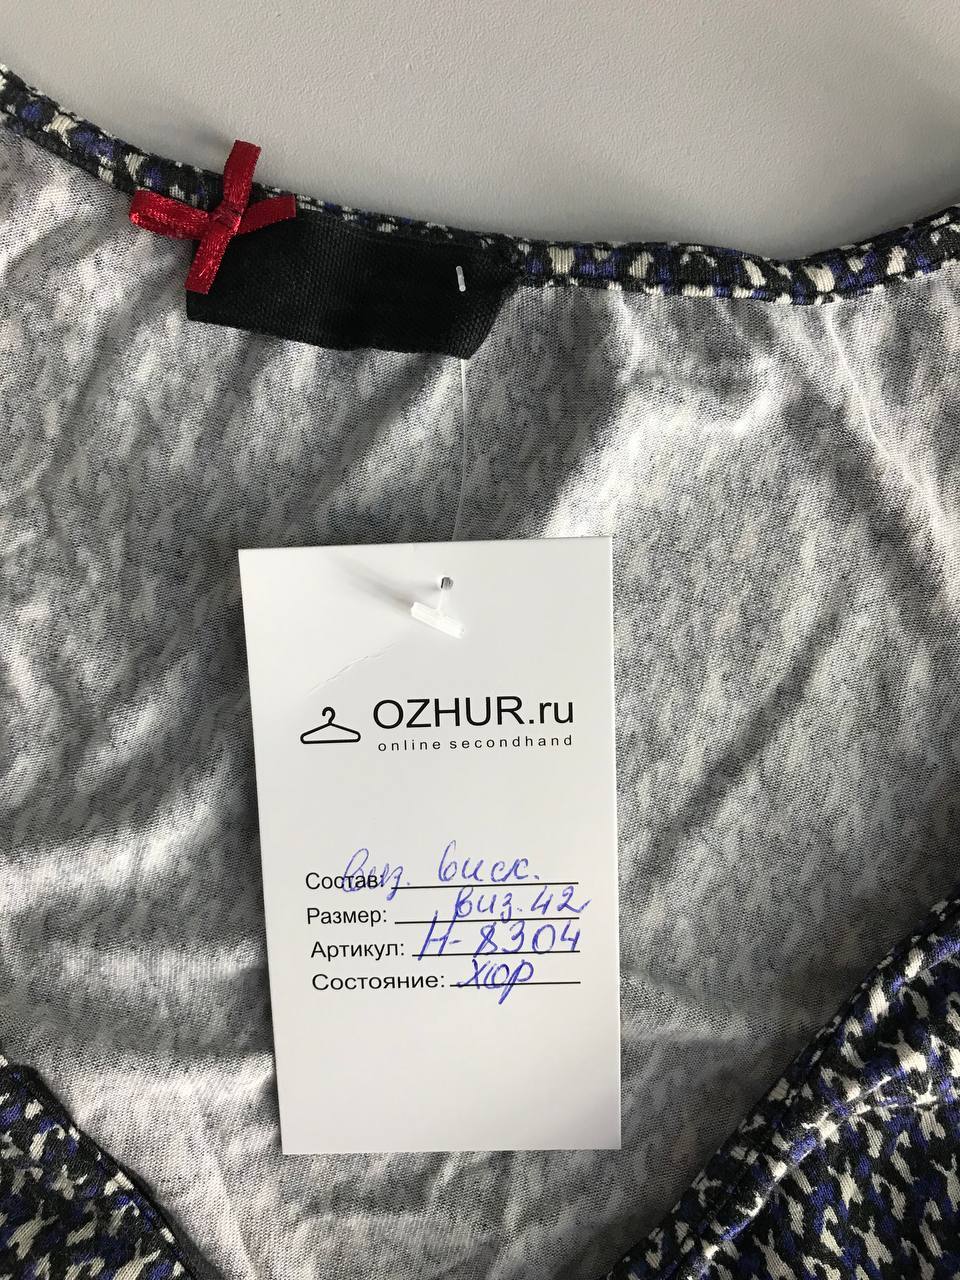 OZHUR.ru
online secondhand
Состав: виз. виск.
Размер: виз. 42
Артикул: Н-8304
Состояние: хор